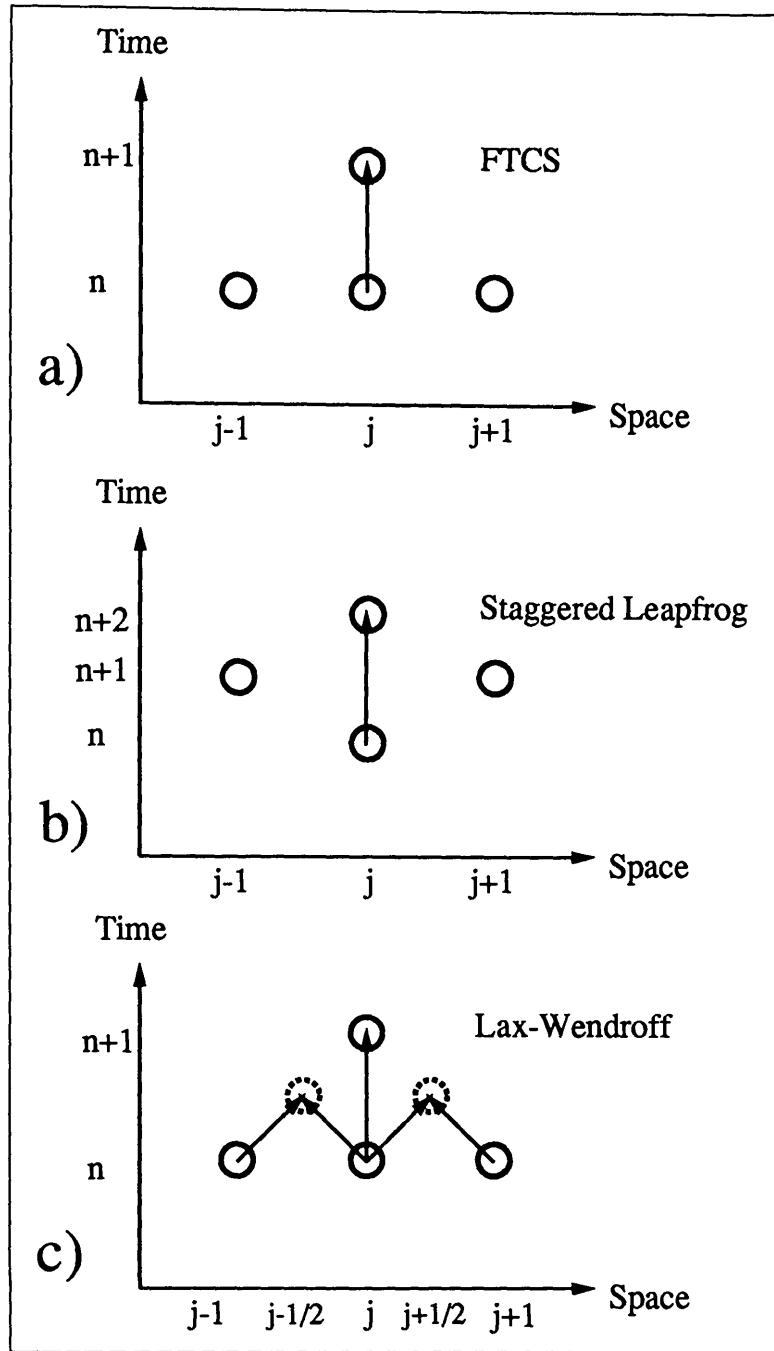 Time
n+1
FTCS
n
a)
j-1 j j+1
Space
Time
n+2
Staggered Leapfrog
n+1
n
b)
j-1 j j+1
Space
Time
n+1
Lax-Wendroff
n
c)
j-1 j-1/2 j j+1/2 j+1
Space